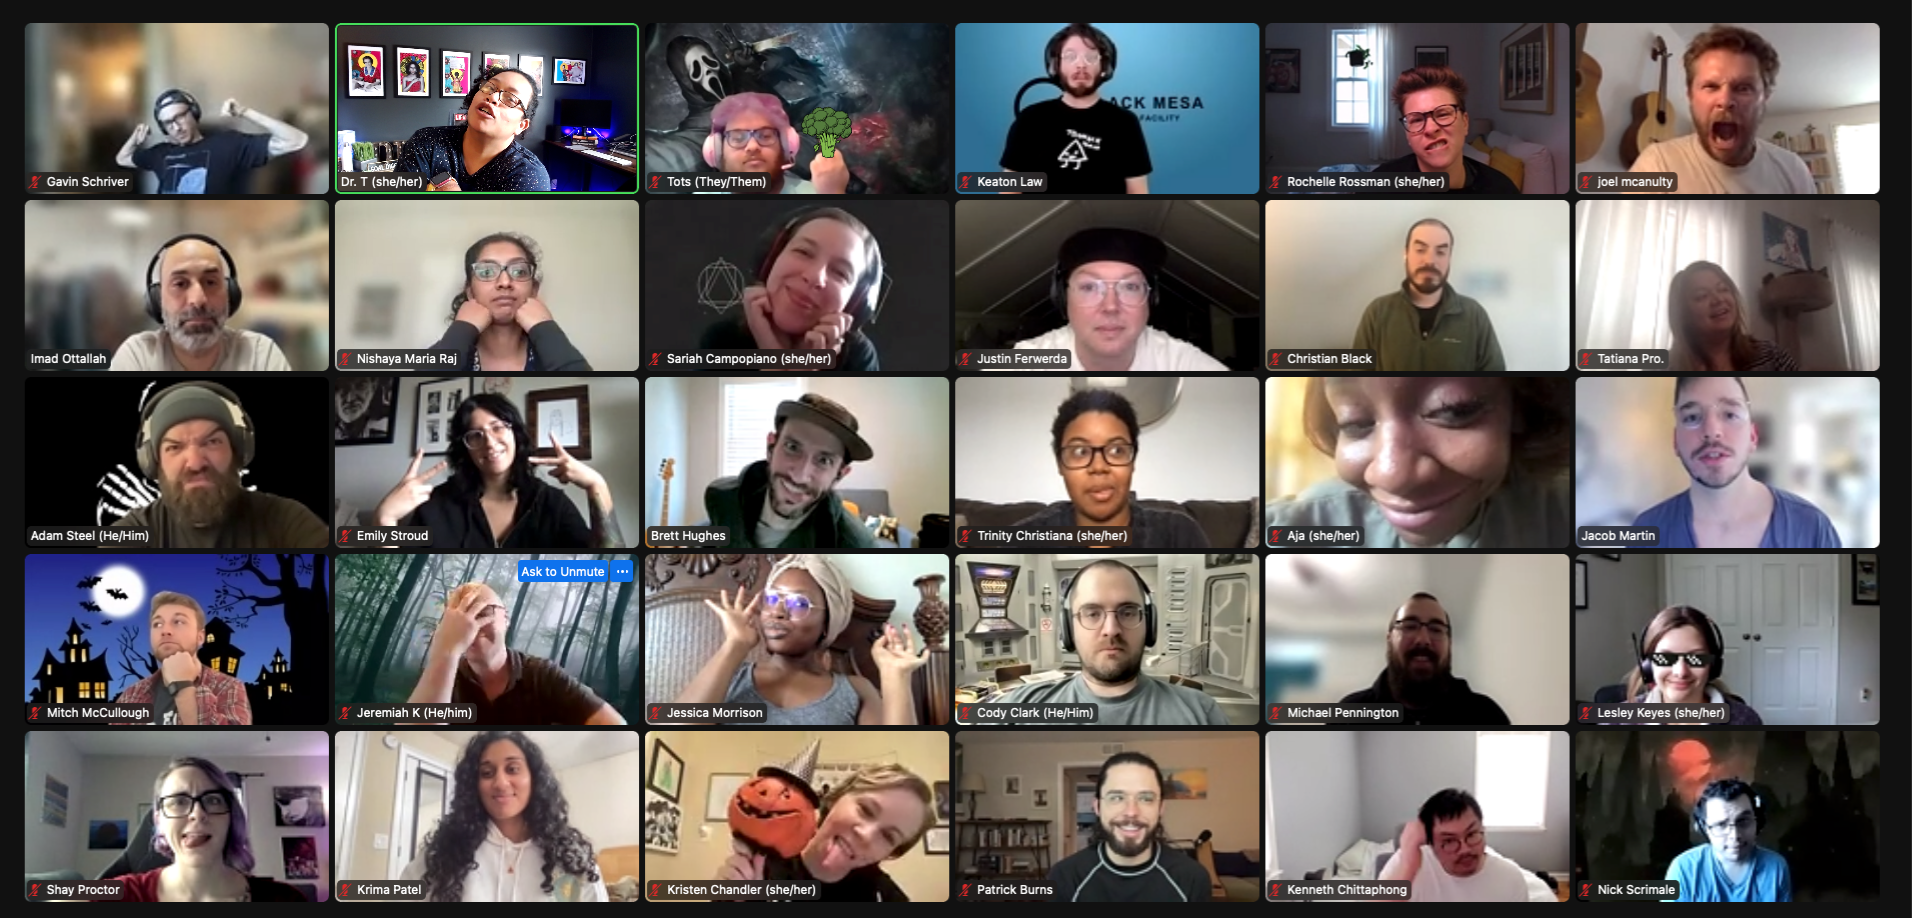 ACK MESA
FACILITY
Gavin Schriver
Dr. T (she/her)
Tots (They/Them)
Keaton Law
Rochelle Rossman (she/her)
joel mcanulty
Imad Ottallah
Nishaya Maria Raj
Sariah Campopiano (she/her)
Justin Ferwerda
Christian Black
Tatiana Pro.
Adam Steel (He/Him)
Emily Stroud
Brett Hughes
Trinity Christiana (she/her)
Aja (she/her)
Jacob Martin
Ask to Unmute ...
Mitch McCullough
Jeremiah K (He/him)
Jessica Morrison
Cody Clark (He/Him)
Michael Pennington
Lesley Keyes (she/her)
Shay Proctor
Krima Patel
Kristen Chandler (she/her)
Patrick Burns
Kenneth Chittaphong
Nick Scrimale